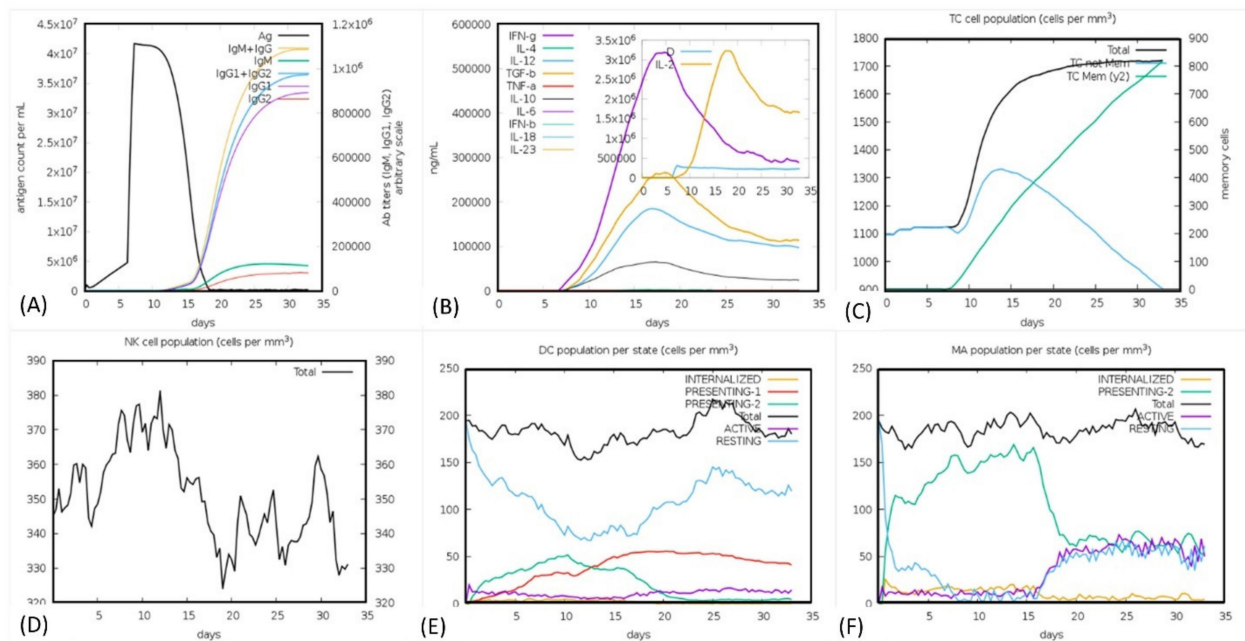 4.5x10⁷
4x10⁷
3.5x10⁷
3x10⁷
2.5x10⁷
2x10⁷
1.5x10⁷
1x10⁷
5x10⁶
0
antigen count per mL
Ag
IgM+IgG
IgM
IgG1+IgG2
IgG1
IgG2
1.2x10⁶
1x10⁶
800000
600000
400000
200000
0
Ab titers (IgM, IgG1, IgG2)
arbitrary scale
0 5 10 15 20 25 30 35
days
(A)
600000
500000
400000
300000
200000
100000
0
ng/mL
IFN-g
IL-4
IL-12
TGF-b
TNF-a
IL-10
IL-6
IFN-b
IL-18
IL-23
3.5x10⁶
3x10⁶
2.5x10⁶
2x10⁶
1.5x10⁶
1x10⁶
500000
0
D
IL-2
0 5 10 15 20 25 30 35
0 5 10 15 20 25 30 35
days
(B)
TC cell population (cells per mm³)
1800
1700
1600
1500
1400
1300
1200
1100
1000
900
Total
TC not Mem
TC Mem (y2)
900
800
700
600
500
400
300
200
100
0
memory cells
0 5 10 15 20 25 30 35
days
(C)
NK cell population (cells per mm³)
390
380
370
360
350
340
330
320
Total
390
380
370
360
350
340
330
320
0 5 10 15 20 25 30 35
days
(D)
DC population per state (cells per mm³)
250
200
150
100
50
0
INTERNALIZED
PRESENTING-1
PRESENTING-2
Total
ACTIVE
RESTING
0 5 10 15 20 25 30 35
days
(E)
MA population per state (cells per mm³)
250
200
150
100
50
0
INTERNALIZED
PRESENTING-2
Total
ACTIVE
RESTING
0 5 10 15 20 25 30 35
days
(F)